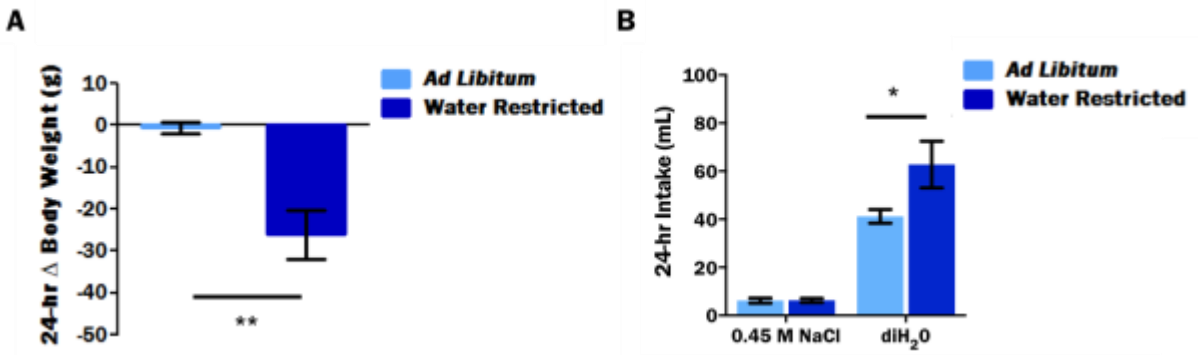 A
24-hr Δ Body Weight (g)
10
0
-10
-20
-30
-40
-50
**
Ad Libitum
Water Restricted
B
24-hr Intake (mL)
100
80
60
40
20
0
*
Ad Libitum
Water Restricted
0.45 M NaCl
diH₂0